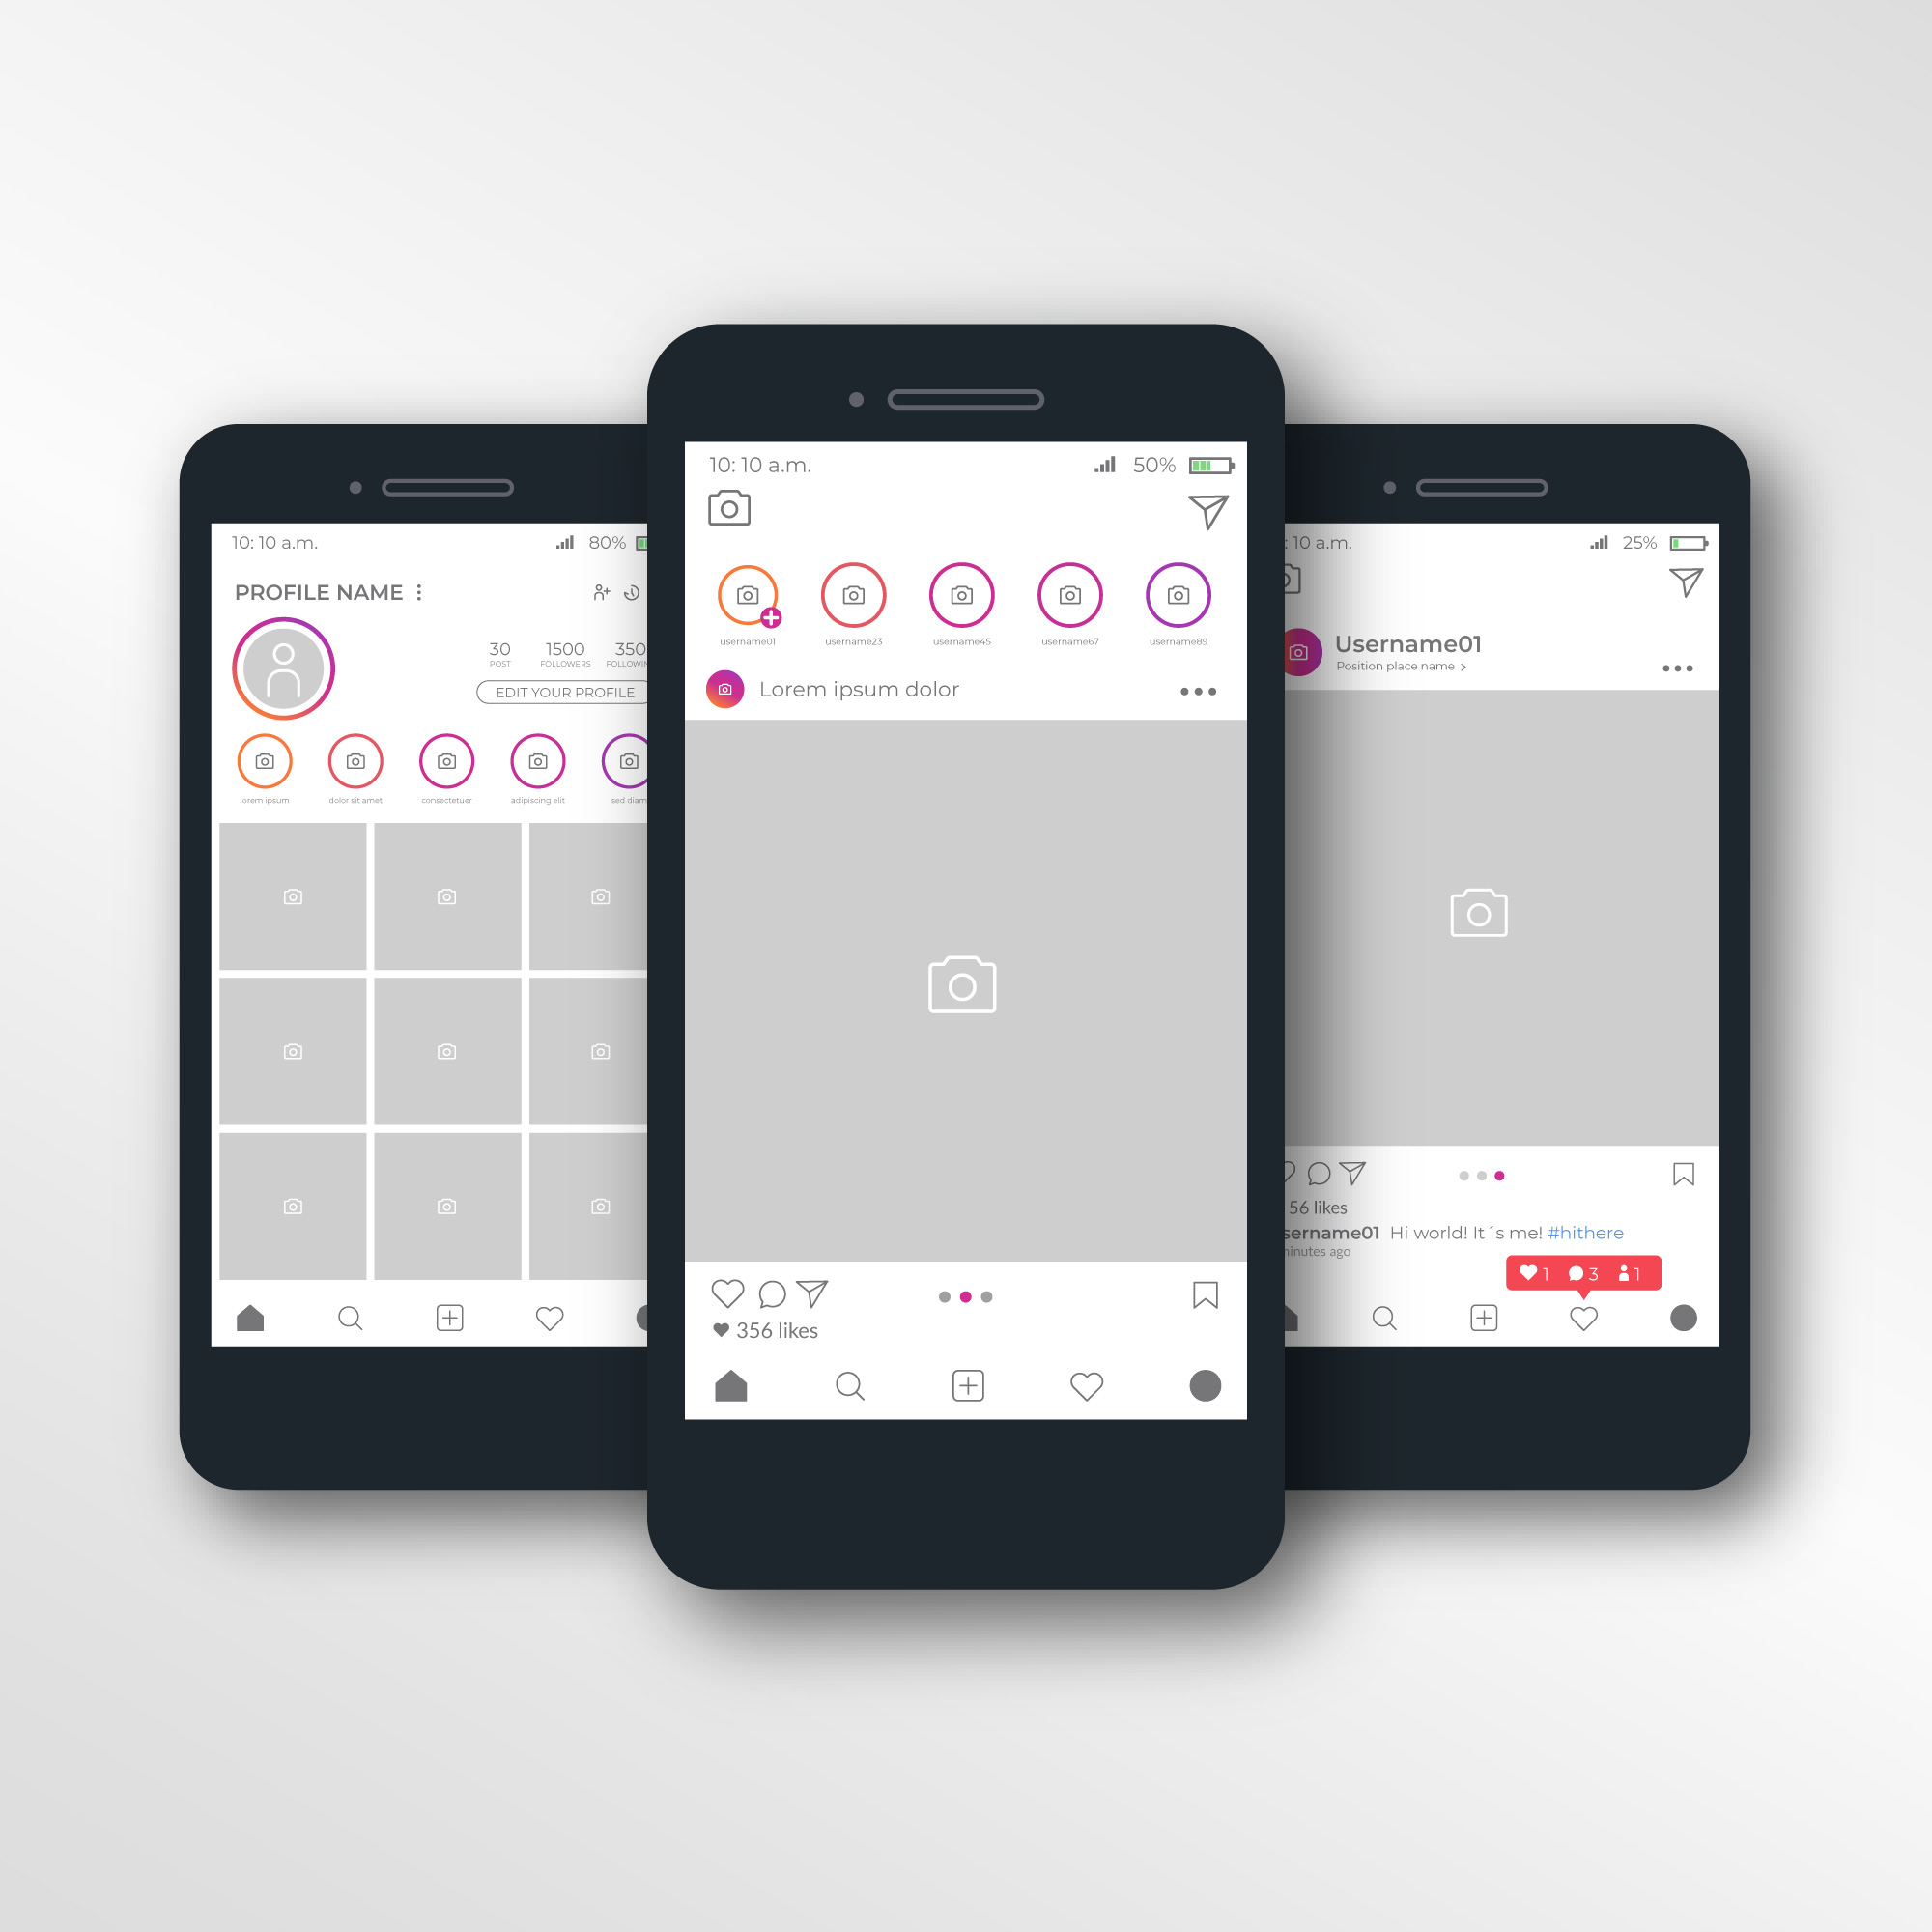 10: 10 a.m. 80%
PROFILE NAME
30 1500 350
POST FOLLOWERS FOLLOWIN
EDIT YOUR PROFILE
lorem ipsum dolor sit amet consectetuer adipiscing elit sed diam
10: 10 a.m. 50%
username01 username23 username45 username67 username89
Lorem ipsum dolor
356 likes
: 10 a.m. 25%
Username01
Position place name >
56 likes
sername01 Hi world! It´s me! #hithere
inutes ago
1 3 1